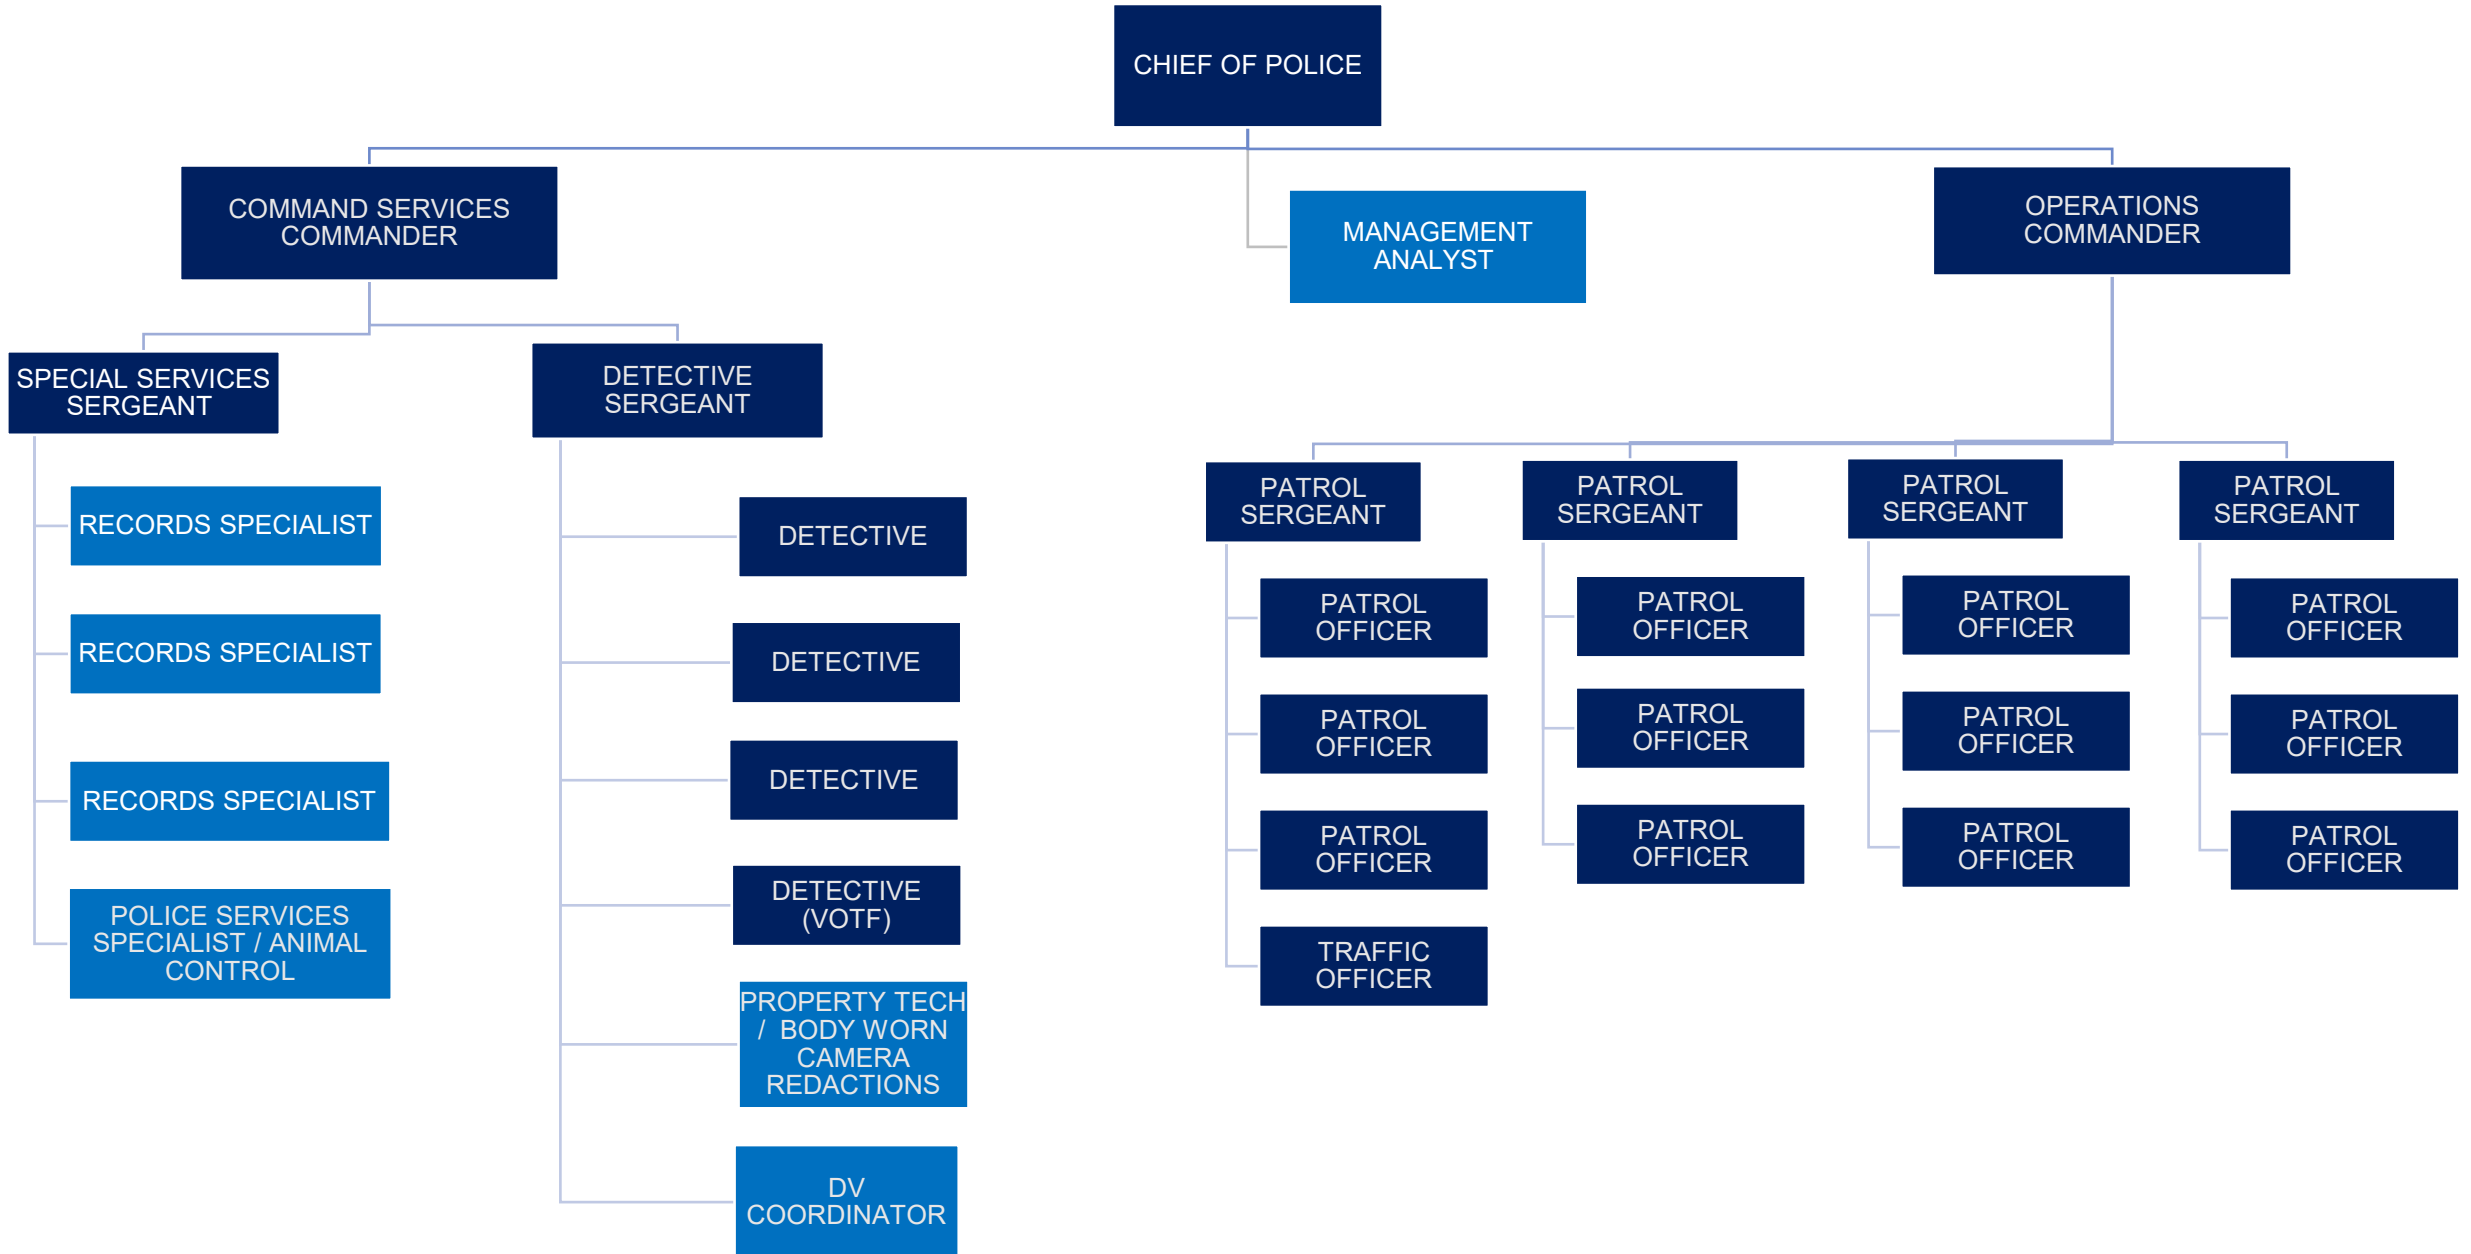 CHIEF OF POLICE
COMMAND SERVICES
COMMANDER
MANAGEMENT
ANALYST
OPERATIONS
COMMANDER
SPECIAL SERVICES
SERGEANT
RECORDS SPECIALIST
RECORDS SPECIALIST
RECORDS SPECIALIST
POLICE SERVICES
SPECIALIST / ANIMAL
CONTROL
DETECTIVE
SERGEANT
DETECTIVE
DETECTIVE
DETECTIVE
DETECTIVE
(VOTF)
PROPERTY TECH
/ BODY WORN
CAMERA
REDACTIONS
DV
COORDINATOR
PATROL
SERGEANT
PATROL
OFFICER
PATROL
OFFICER
PATROL
OFFICER
TRAFFIC
OFFICER
PATROL
SERGEANT
PATROL
OFFICER
PATROL
OFFICER
PATROL
OFFICER
PATROL
SERGEANT
PATROL
OFFICER
PATROL
OFFICER
PATROL
OFFICER
PATROL
SERGEANT
PATROL
OFFICER
PATROL
OFFICER
PATROL
OFFICER